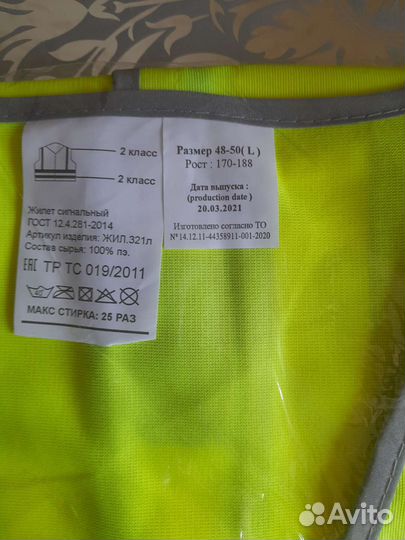 2 класс
2 класс
Жилет сигнальный
ГОСТ 12.4.281-2014
Артикул изделия: ЖИЛ.321л
Состав сырья: 100% пэ.
ЕАС ТР ТС 019/2011
МАКС СТИРКА: 25 РАЗ
Размер 48-50( L )
Рост : 170-188
Дата выпуска :
(production date )
20.03.2021
Изготовлено согласно ТО
№14.12.11-44358911-001-2020
Avito